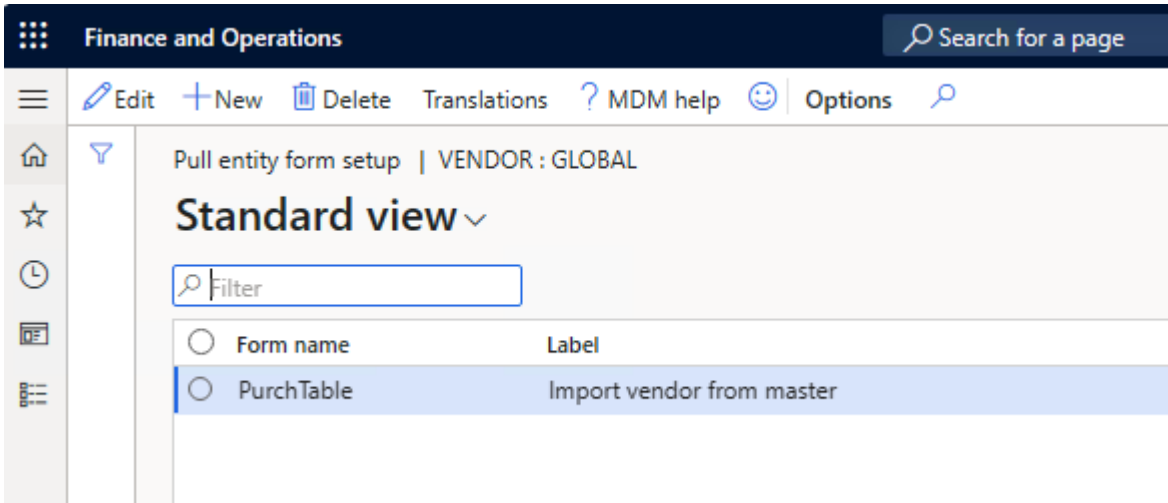 Finance and Operations
Search for a page
Edit New Delete Translations ? MDM help Options
Pull entity form setup | VENDOR : GLOBAL
Standard view
Filter
Form name Label
PurchTable Import vendor from master